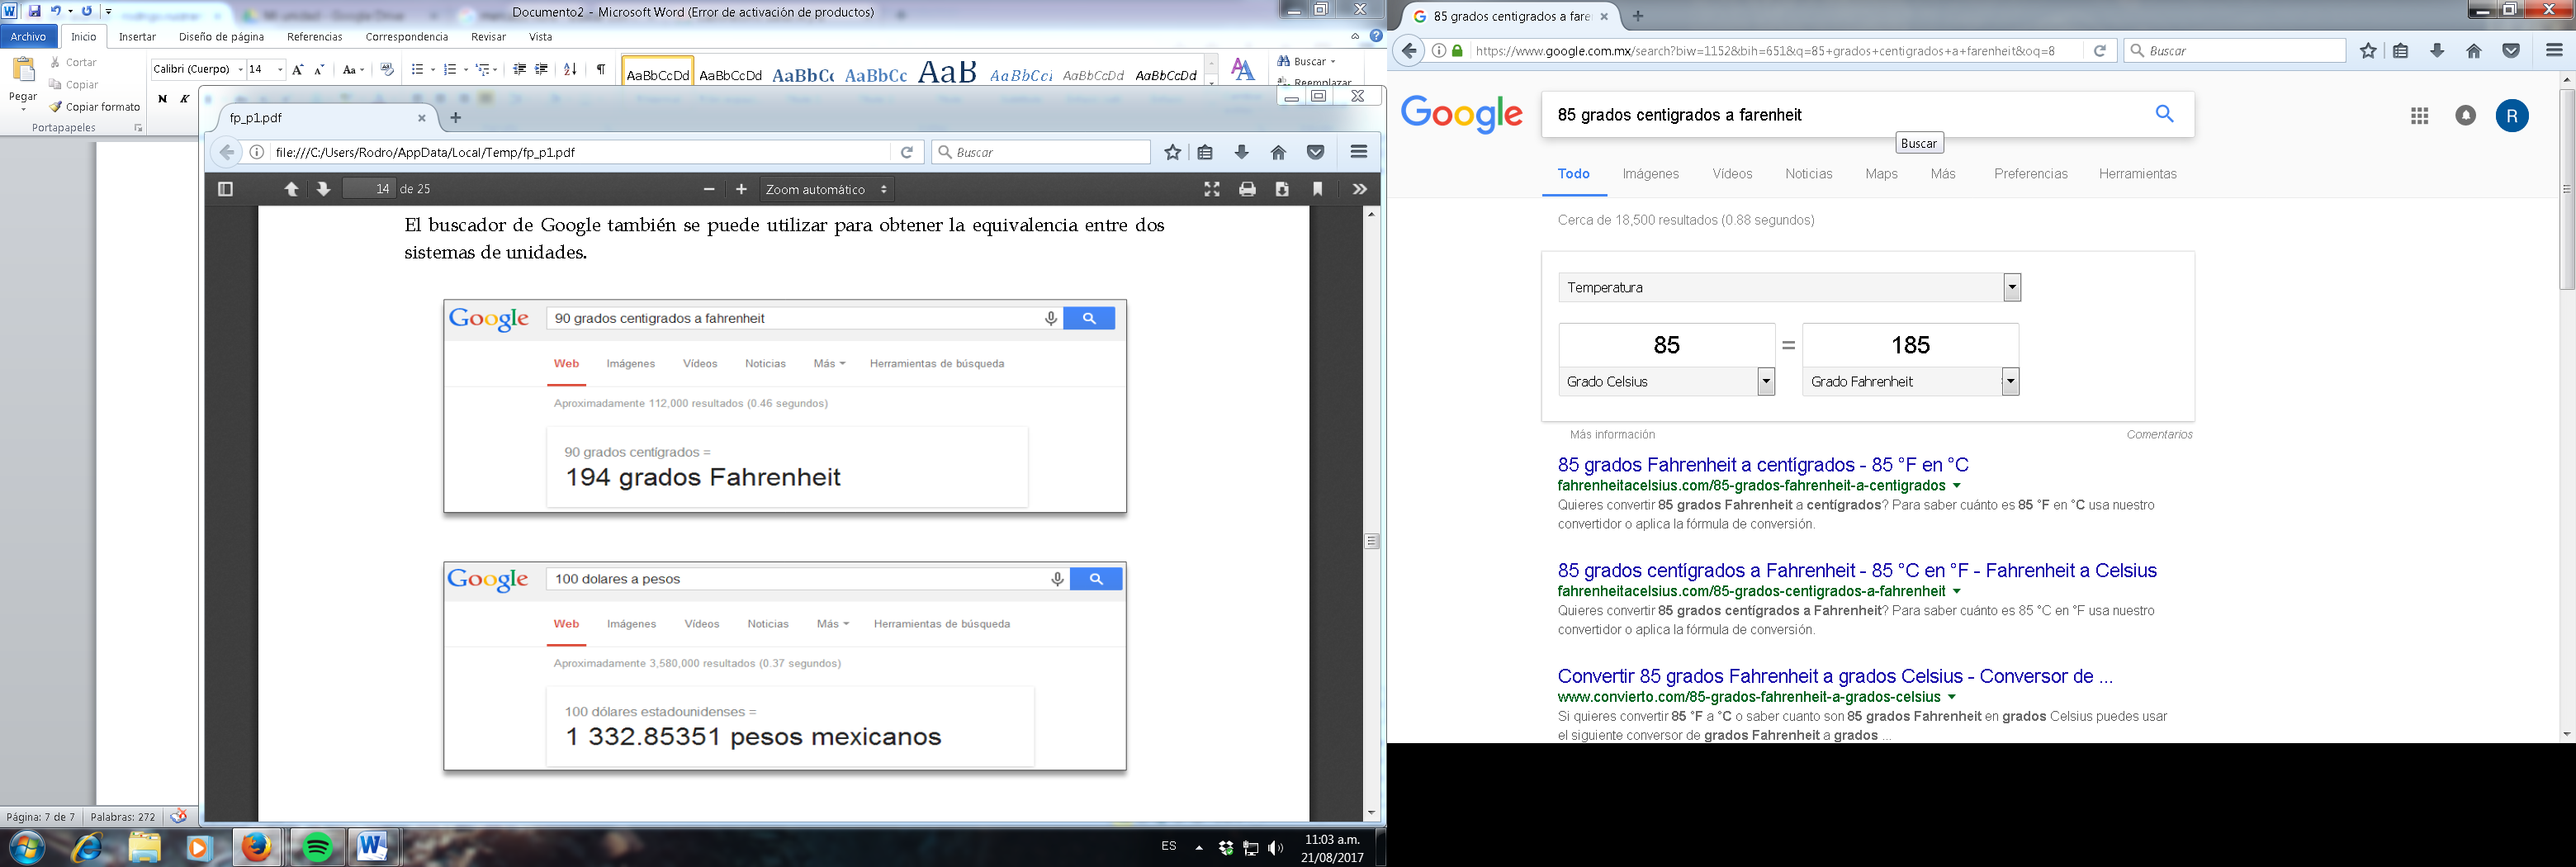 Documento2 - Microsoft Word (Error de activación de productos)
Archivo Inicio Insertar Diseño de página Referencias Correspondencia Revisar Vista
Cortar
Copiar
Copiar formato
Pegar
Portapapeles
Calibri (Cuerpo) 14
N K
AaBbCcDd AaBbCcDd AaBbCc AaBbCc AaB AaBbCcI AaBbCcDd AaBbCcDd
Buscar
Reemplazar
fp_p1.pdf
file:///C:/Users/Rodro/AppData/Local/Temp/fp_p1.pdf
Buscar
14 de 25
Zoom automático
El buscador de Google también se puede utilizar para obtener la equivalencia entre dos
sistemas de unidades.
Google 90 grados centigrados a fahrenheit
Web Imágenes Vídeos Noticias Más Herramientas de búsqueda
Aproximadamente 112,000 resultados (0.46 segundos)
90 grados centígrados =
194 grados Fahrenheit
Google 100 dolares a pesos
Web Imágenes Vídeos Noticias Más Herramientas de búsqueda
Aproximadamente 3,580,000 resultados (0.37 segundos)
100 dólares estadounidenses =
1 332.85351 pesos mexicanos
Página: 7 de 7 Palabras: 272
ES
11:03 a.m.
21/08/2017
85 grados centigrados a fare
https://www.google.com.mx/search?biw=1152&bih=651&q=85+grados+centigrados+a+farenheit&oq=8
Buscar
Google 85 grados centigrados a farenheit
R
Buscar
Todo Imágenes Vídeos Noticias Maps Más Preferencias Herramientas
Cerca de 18,500 resultados (0.88 segundos)
Temperatura
85 = 185
Grado Celsius Grado Fahrenheit
Más información Comentarios
85 grados Fahrenheit a centígrados - 85 °F en °C
fahrenheitacelsius.com/85-grados-fahrenheit-a-centigrados
Quieres convertir 85 grados Fahrenheit a centígrados? Para saber cuánto es 85 °F en °C usa nuestro
convertidor o aplica la fórmula de conversión.
85 grados centígrados a Fahrenheit - 85 °C en °F - Fahrenheit a Celsius
fahrenheitacelsius.com/85-grados-centigrados-a-fahrenheit
Quieres convertir 85 grados centígrados a Fahrenheit? Para saber cuánto es 85 °C en °F usa nuestro
convertidor o aplica la fórmula de conversión.
Convertir 85 grados Fahrenheit a grados Celsius - Conversor de ...
www.convierto.com/85-grados-fahrenheit-a-grados-celsius
Si quieres convertir 85 °F a °C o saber cuanto son 85 grados Fahrenheit en grados Celsius puedes usar
el siguiente conversor de grados Fahrenheit a grados ...